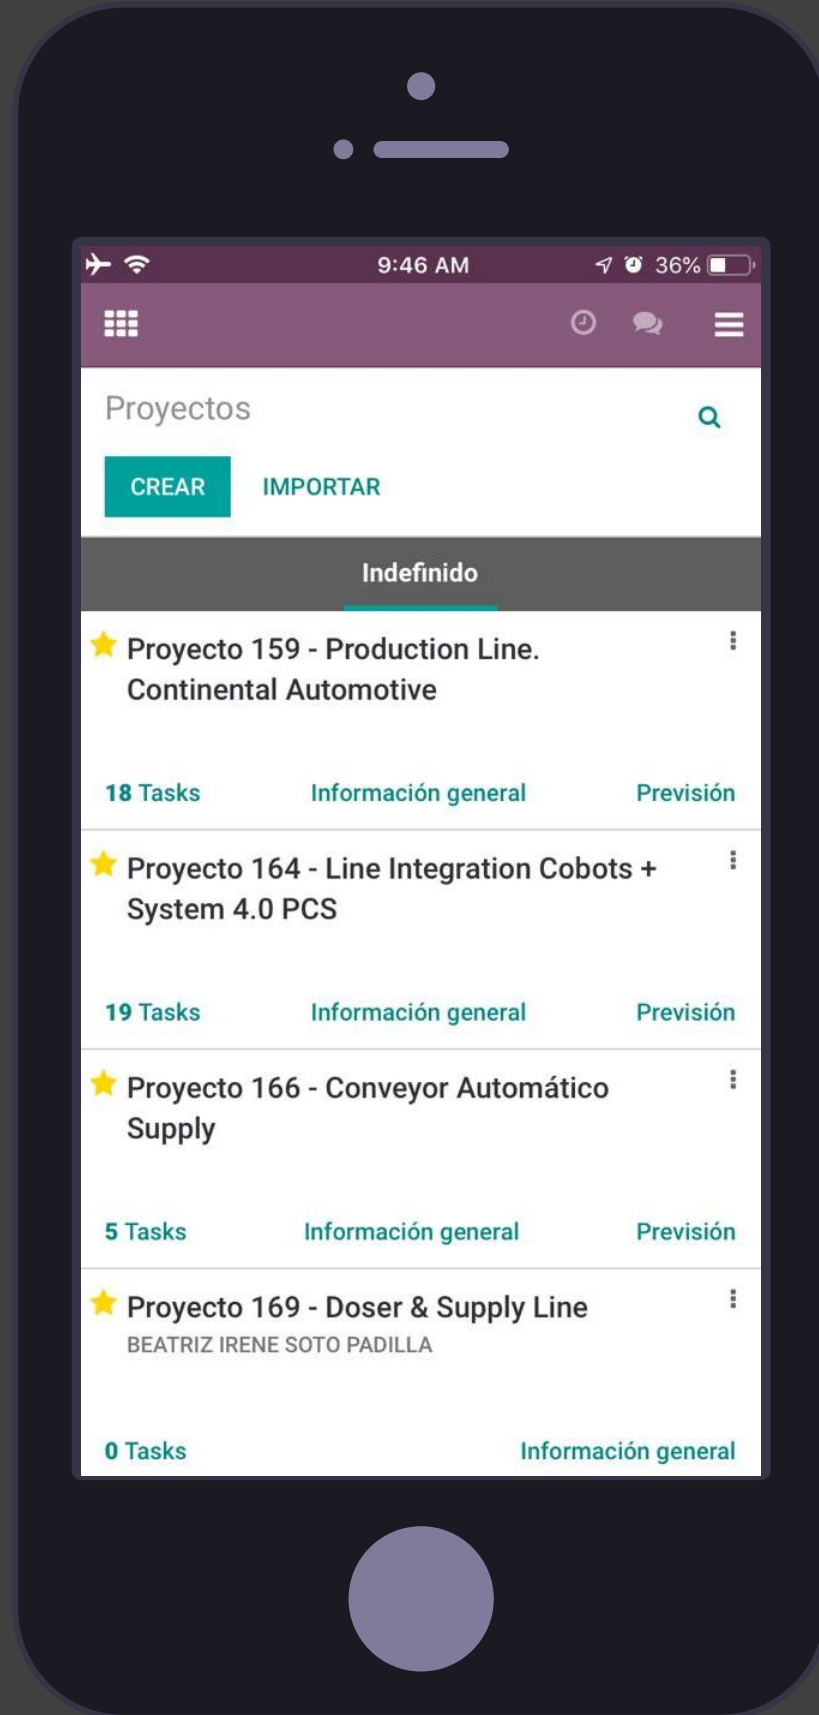 9:46 AM
36%
Proyectos
CREAR
IMPORTAR
Indefinido
Proyecto 159 - Production Line.
Continental Automotive
18 Tasks
Información general
Previsión
Proyecto 164 - Line Integration Cobots +
System 4.0 PCS
19 Tasks
Información general
Previsión
Proyecto 166 - Conveyor Automático
Supply
5 Tasks
Información general
Previsión
Proyecto 169 - Doser & Supply Line
BEATRIZ IRENE SOTO PADILLA
0 Tasks
Información general